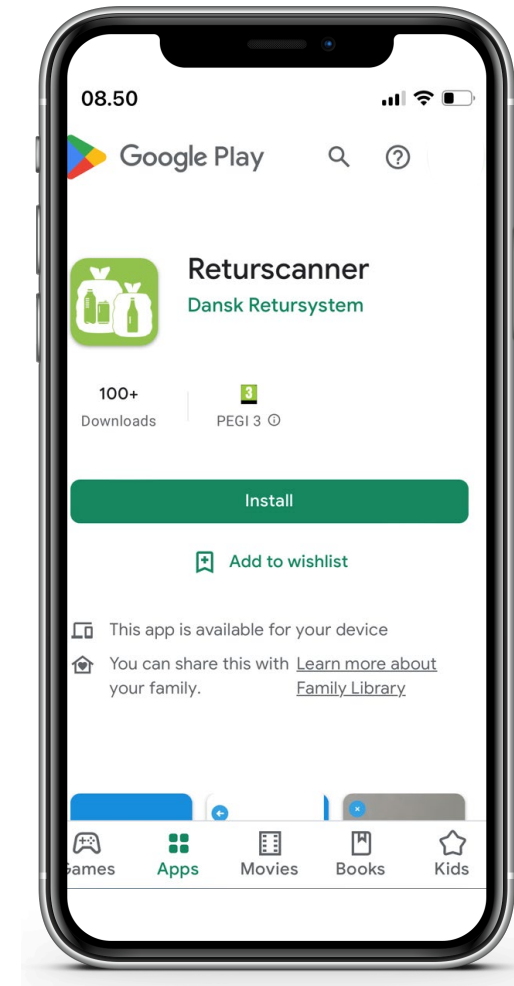 08.50
Google Play
Returscanner
Dansk Retursystem
100+
3
Downloads
PEGI 3
Install
Add to wishlist
This app is available for your device
You can share this with Learn more about
your family. Family Library
Games Apps Movies Books Kids